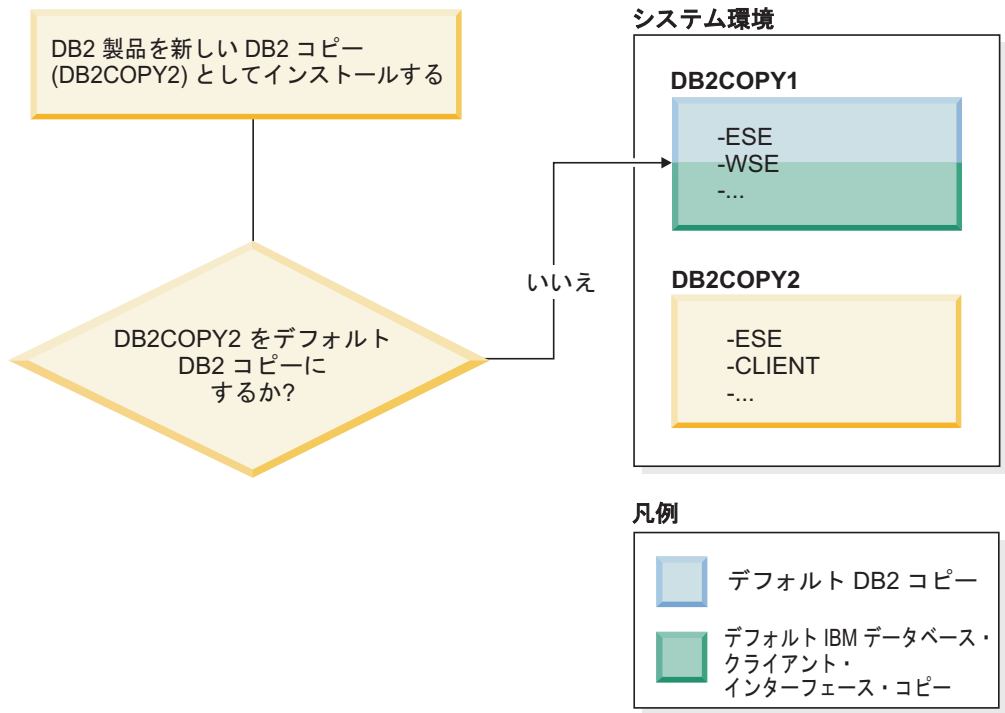 DB2 製品を新しい DB2 コピー
(DB2COPY2) としてインストールする
DB2COPY2 をデフォルト
DB2 コピーに
するか?
いいえ
システム環境
DB2COPY1
-ESE
-WSE
-...
DB2COPY2
-ESE
-CLIENT
-...
凡例
デフォルト DB2 コピー
デフォルト IBM データベース・
クライアント・
インターフェース・コピー